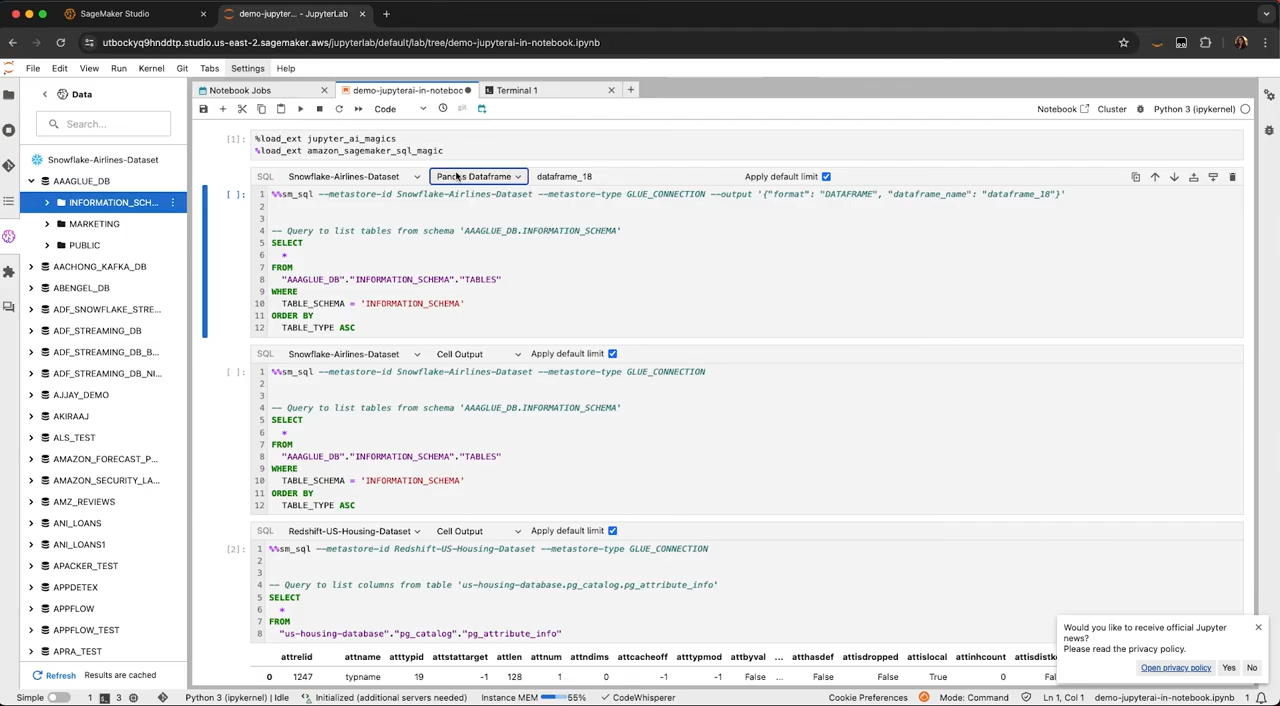 SageMaker Studio
demo-jupyter... - JupyterLab
utbockyq9hnddtp.studio.us-east-2.sagemaker.aws/jupyterlab/default/lab/tree/demo-jupyterai-in-notebook.ipynb
File Edit View Run Kernel Git Tabs Settings Help
Data
Search...
Snowflake-Airlines-Dataset
AAAGLUE_DB
INFORMATION_SCH...
MARKETING
PUBLIC
AACHONG_KAFKA_DB
ABENGEL_DB
ADF_SNOWFLAKE_STRE...
ADF_STREAMING_DB
ADF_STREAMING_DB_B...
ADF_STREAMING_DB_NI...
AJJAY_DEMO
AKIRAAJ
ALS_TEST
AMAZON_FORECAST_P...
AMAZON_SECURITY_LA...
AMZ_REVIEWS
ANI_LOANS
ANI_LOANS1
APACKER_TEST
APPDETEX
APPFLOW
APPFLOW_TEST
APRA_TEST
Refresh Results are cached
Notebook Jobs
demo-jupyterai-in-noteboo
Terminal 1
Code
Notebook Cluster Python 3 (ipykernel)
[1]:
%load_ext jupyter_ai_magics
%load_ext amazon_sagemaker_sql_magic
SQL Snowflake-Airlines-Dataset Pandas Dataframe dataframe_18 Apply default limit
[ ]:
1 %%sm_sql --metastore-id Snowflake-Airlines-Dataset --metastore-type GLUE_CONNECTION --output '{"format": "DATAFRAME", "dataframe_name": "dataframe_18"}'
2
3
4 -- Query to list tables from schema 'AAAGLUE_DB.INFORMATION_SCHEMA'
5 SELECT
6 *
7 FROM
8 "AAAGLUE_DB"."INFORMATION_SCHEMA"."TABLES"
9 WHERE
10 TABLE_SCHEMA = 'INFORMATION_SCHEMA'
11 ORDER BY
12 TABLE_TYPE ASC
SQL Snowflake-Airlines-Dataset Cell Output Apply default limit
[ ]:
1 %%sm_sql --metastore-id Snowflake-Airlines-Dataset --metastore-type GLUE_CONNECTION
2
3
4 -- Query to list tables from schema 'AAAGLUE_DB.INFORMATION_SCHEMA'
5 SELECT
6 *
7 FROM
8 "AAAGLUE_DB"."INFORMATION_SCHEMA"."TABLES"
9 WHERE
10 TABLE_SCHEMA = 'INFORMATION_SCHEMA'
11 ORDER BY
12 TABLE_TYPE ASC
SQL Redshift-US-Housing-Dataset Cell Output Apply default limit
[2]:
1 %%sm_sql --metastore-id Redshift-US-Housing-Dataset --metastore-type GLUE_CONNECTION
2
3
4 -- Query to list columns from table 'us-housing-database.pg_catalog.pg_attribute_info'
5 SELECT
6 *
7 FROM
8 "us-housing-database"."pg_catalog"."pg_attribute_info"
attrelid attname atttypid attstattarget attlen attnum attndims attcacheoff atttypmod attbyval ... atthasdef attisdropped attislocal attinhcount attisdistk
0 1247 typname 19 -1 128 1 0 -1 -1 False ... False False True 0
Would you like to receive official Jupyter
news?
Please read the privacy policy.
Open privacy policy Yes No
Simple 1 3 Python 3 (ipykernel) | Idle Initialized (additional servers needed) Instance MEM 55% CodeWhisperer Cookie Preferences Mode: Command Ln 1, Col 1 demo-jupyterai-in-notebook.ipynb 1